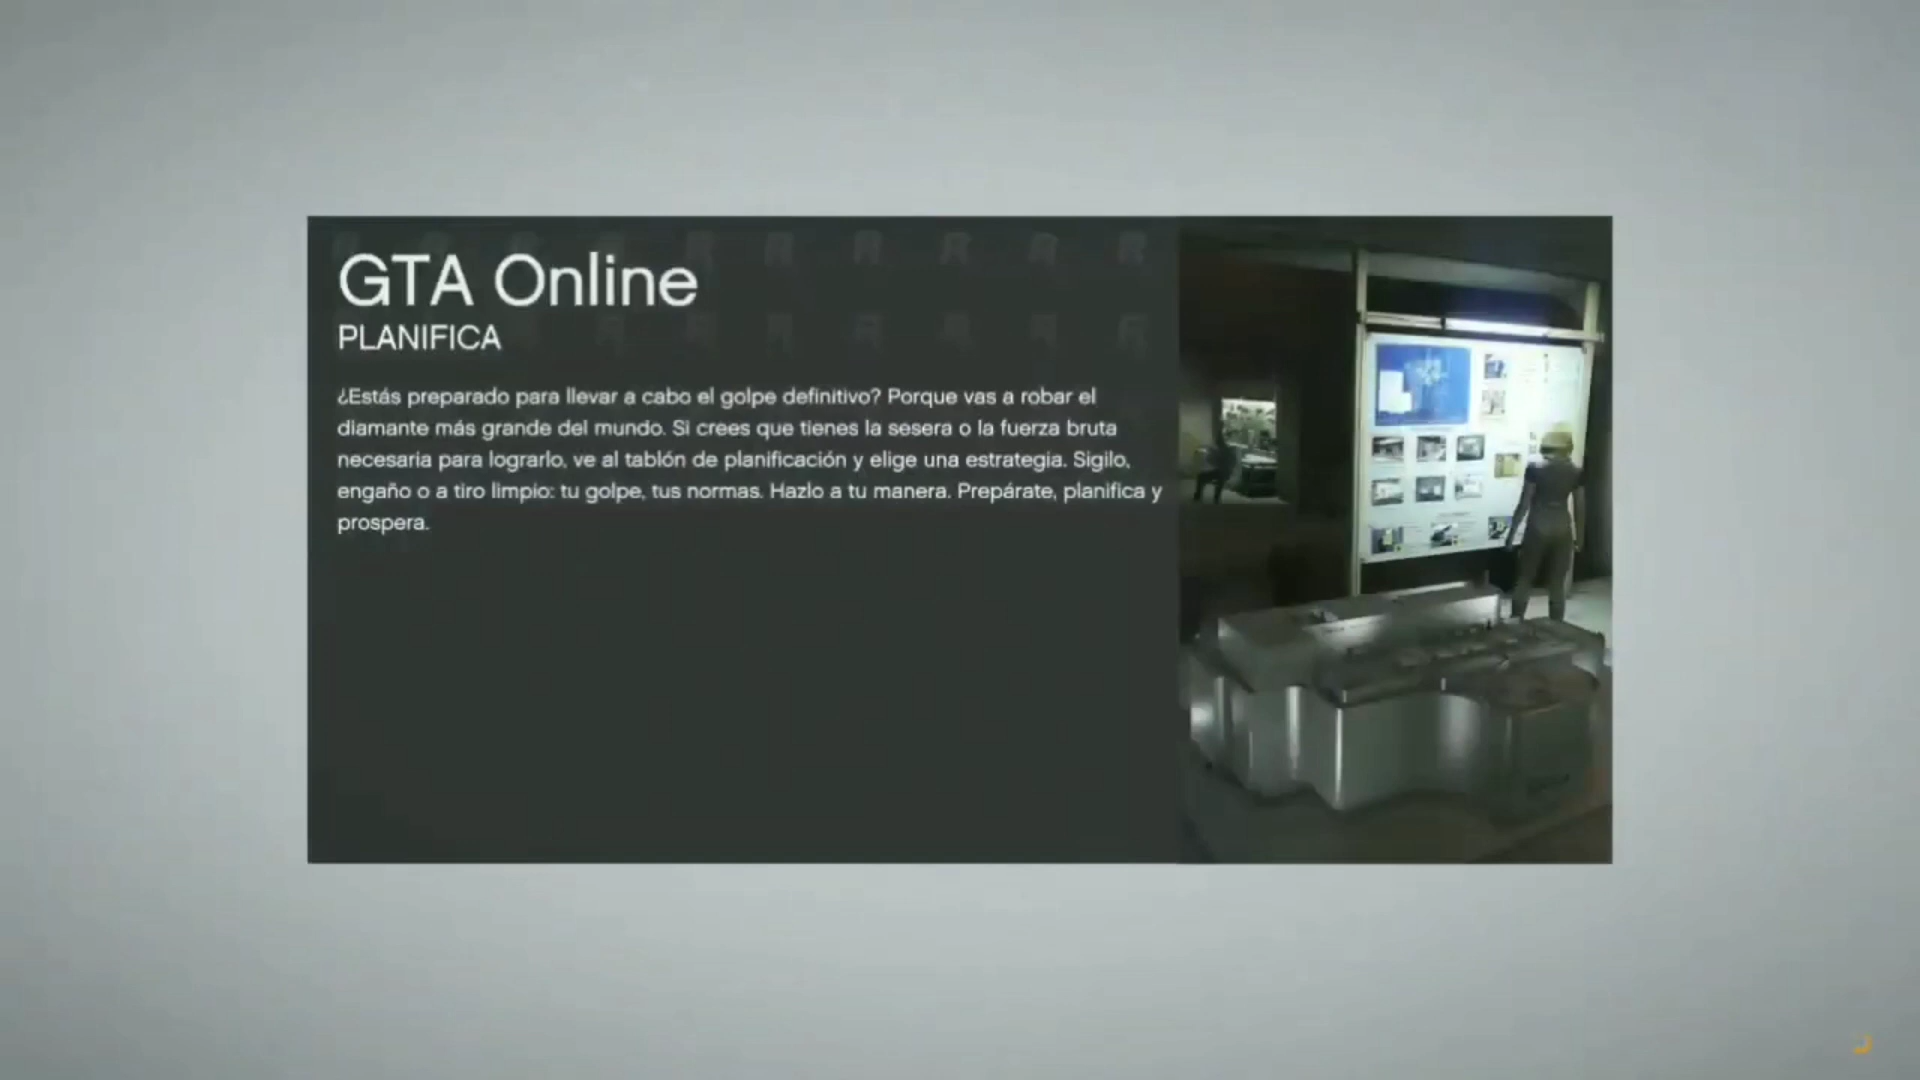 GTA Online
PLANIFICA
¿Estás preparado para llevar a cabo el golpe definitivo? Porque vas a robar el
diamante más grande del mundo. Si crees que tienes la sesera o la fuerza bruta
necesaria para lograrlo, ve al tablón de planificación y elige una estrategia. Sigilo,
engaño o a tiro limpio: tu golpe, tus normas. Hazlo a tu manera. Prepárate, planifica y
prospera.